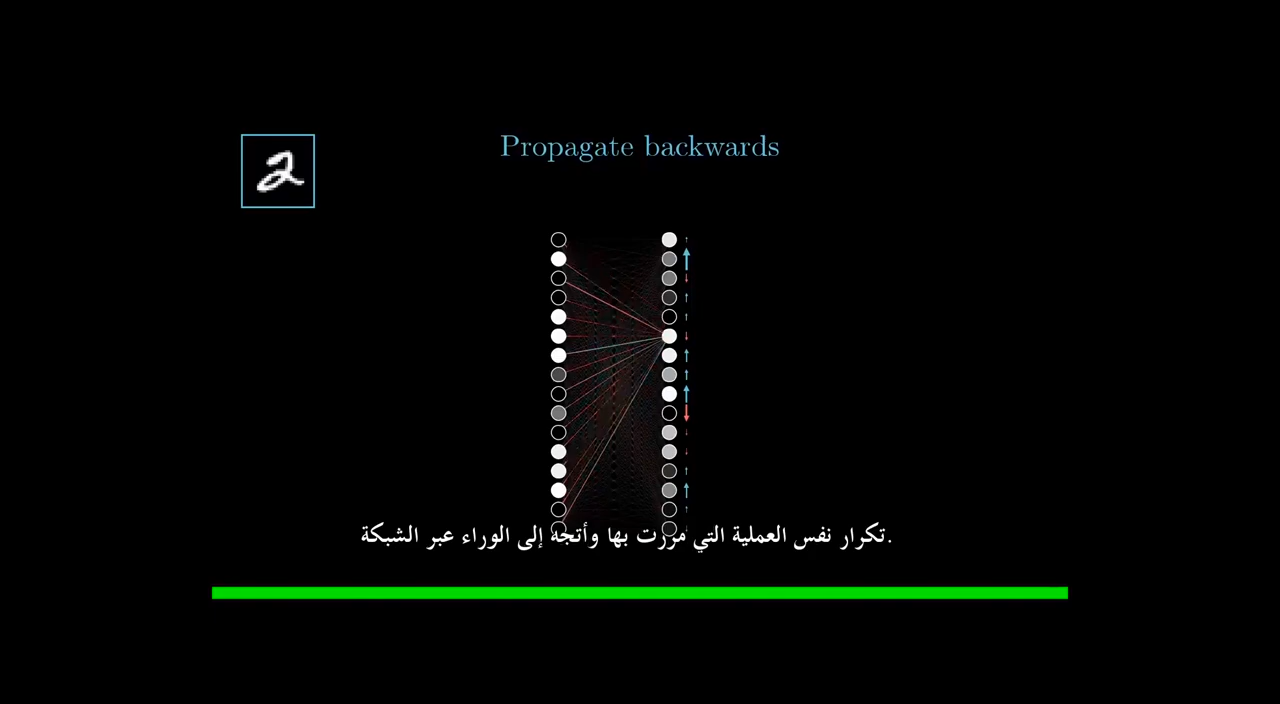 Propagate backwards
2
تكرار نفس العملية التي مررت بها وأتجه إلى الوراء عبر الشبكة.